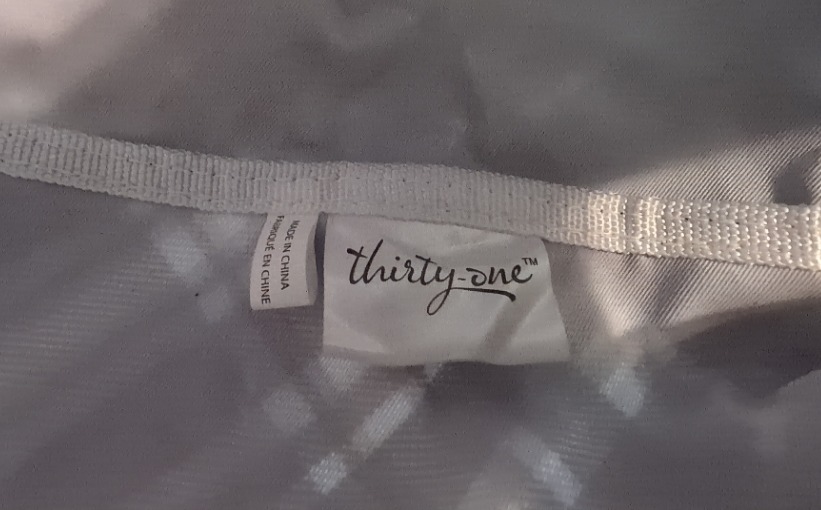 MADE IN CHINA
FABRIQUÉ EN CHINE
thirty-one™